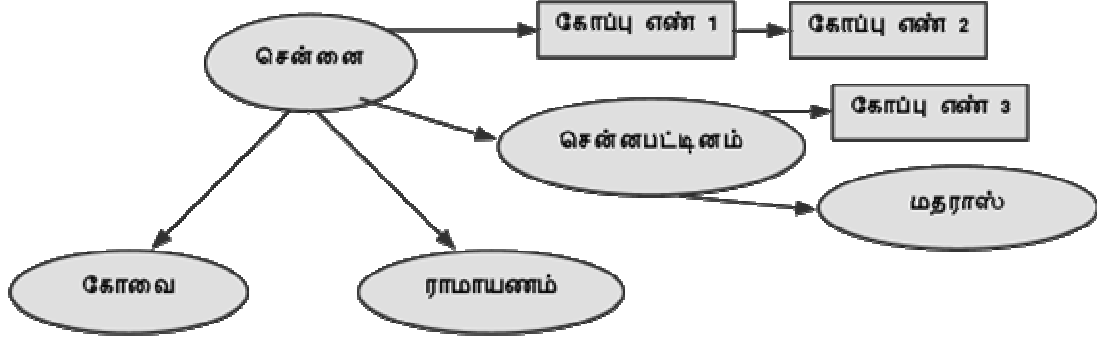 சென்னை
கோப்பு எண் 1
கோப்பு எண் 2
கோப்பு எண் 3
சென்னபட்டினம்
மதராஸ்
கோவை
ராமாயணம்